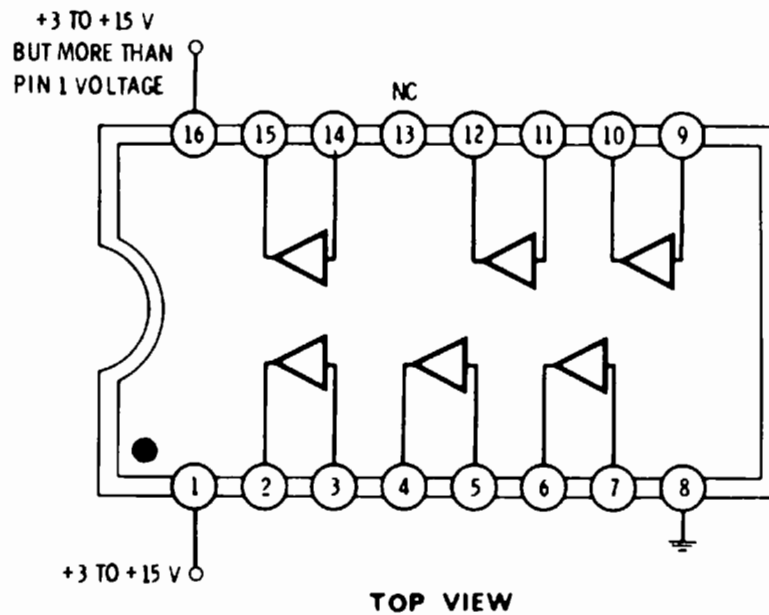 +3 TO +15 V
BUT MORE THAN
PIN 1 VOLTAGE
NC
16 15 14 13 12 11 10 9
1 2 3 4 5 6 7 8
+3 TO +15 V
TOP VIEW